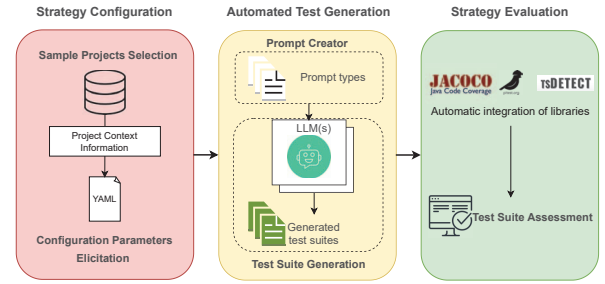 Strategy Configuration
Automated Test Generation
Strategy Evaluation
Sample Projects Selection
Project Context
Information
YAML
Configuration Parameters
Elicitation
Prompt Creator
Prompt types
LLM(s)
Generated
test suites
Test Suite Generation
JACOCO
Java Code Coverage
TSDETECT
Automatic integration of libraries
Test Suite Assessment